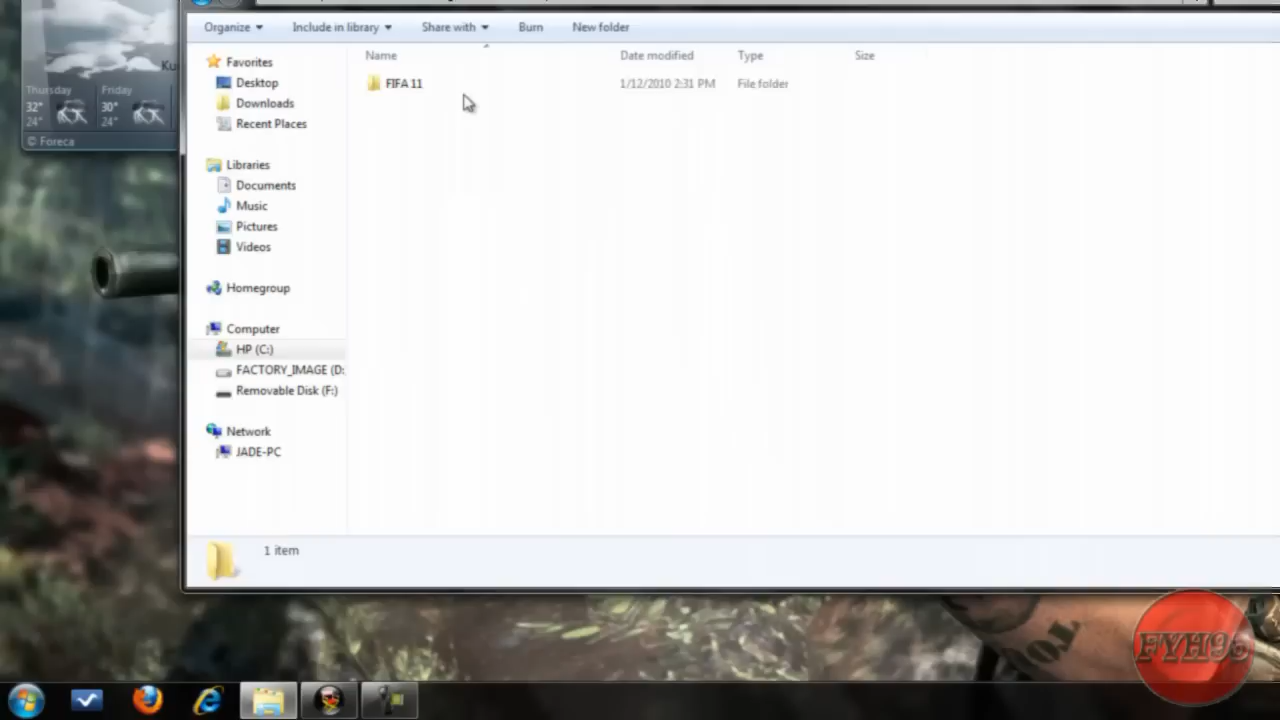 Organize Include in library Share with Burn New folder
Name Date modified Type Size
FIFA 11 1/12/2010 2:31 PM File folder
Favorites
Desktop
Downloads
Recent Places
Libraries
Documents
Music
Pictures
Videos
Homegroup
Computer
HP (C:)
FACTORY_IMAGE (D:
Removable Disk (F:)
Network
JADE-PC
1 item
Ku
Thursday Friday
32° 30°
24° 24°
© Foreca
FYH96